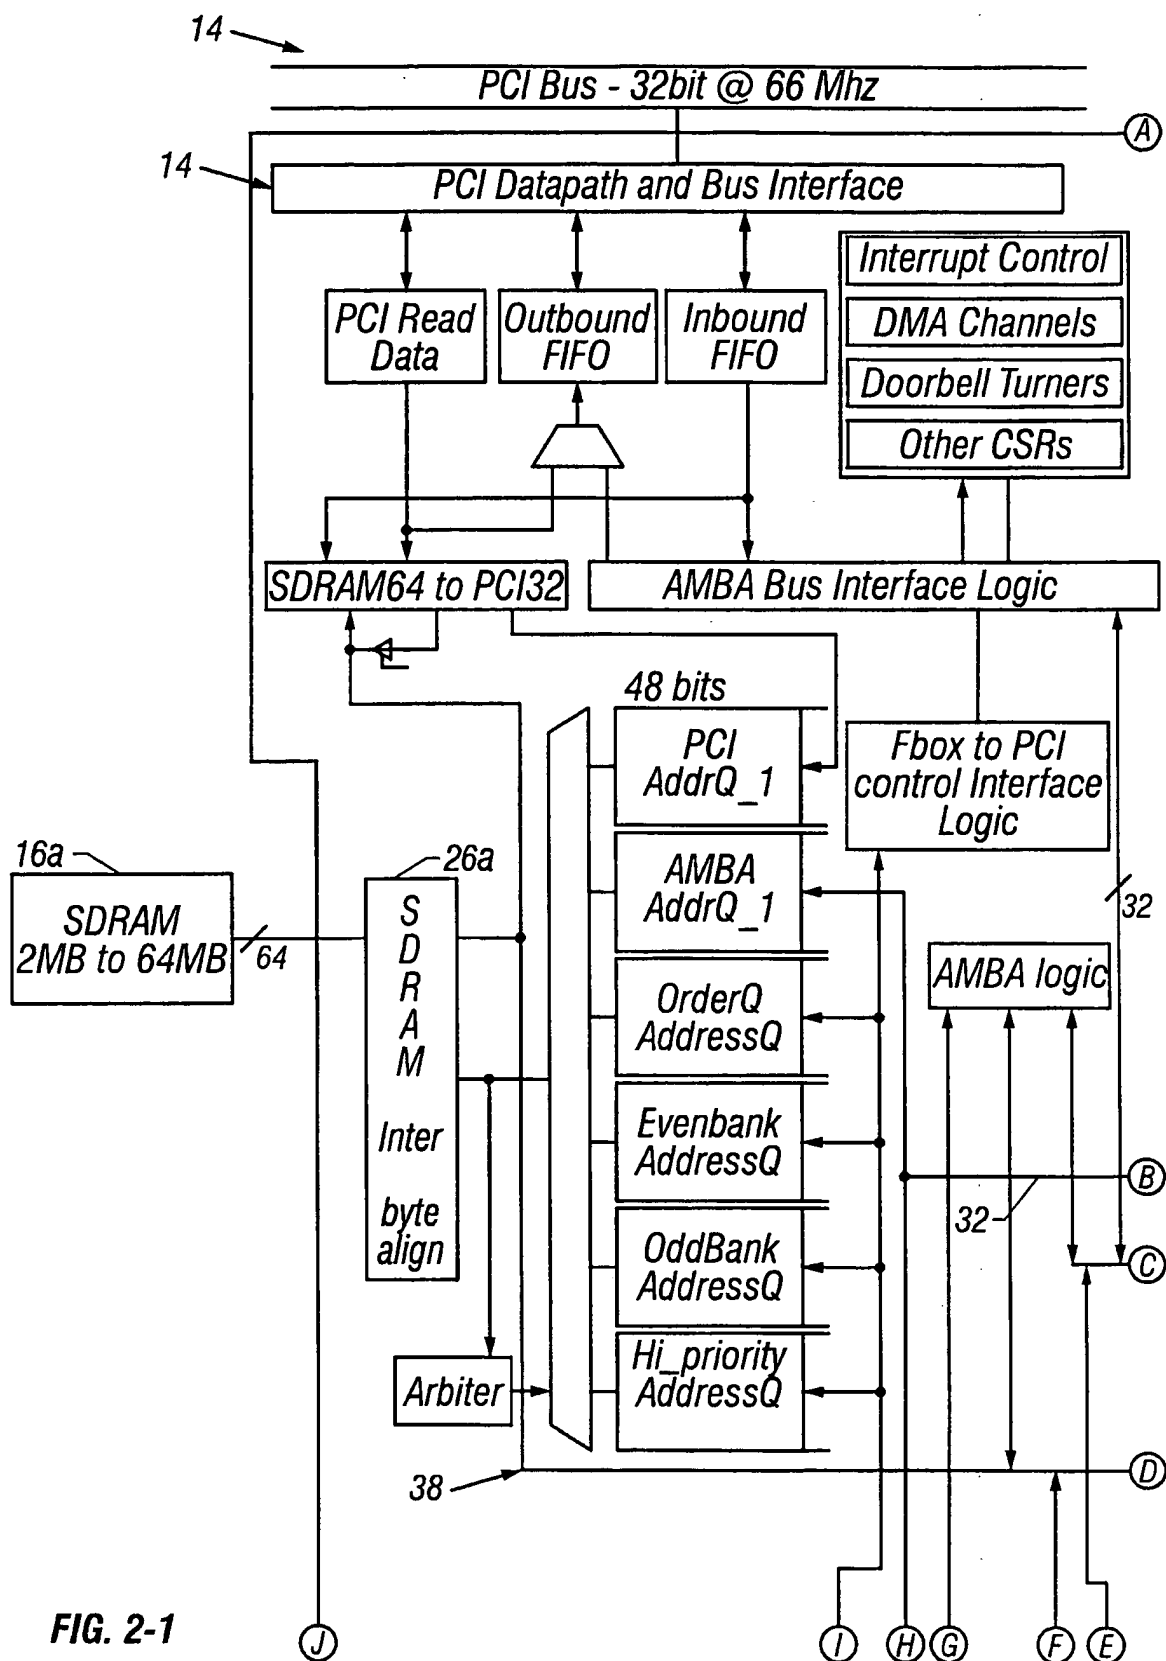 14
PCI Bus - 32bit @ 66 Mhz
A
14
PCI Datapath and Bus Interface
PCI Read
Data
Outbound
FIFO
Inbound
FIFO
Interrupt Control
DMA Channels
Doorbell Turners
Other CSRs
SDRAM64 to PCI32
AMBA Bus Interface Logic
48 bits
PCI
AddrQ_1
Fbox to PCI
control Interface
Logic
16a
SDRAM
2MB to 64MB
64
26a
S
D
R
A
M
Inter
byte
align
AMBA
AddrQ_1
32
AMBA logic
OrderQ
AddressQ
Evenbank
AddressQ
B
32
OddBank
AddressQ
C
Hi_priority
AddressQ
Arbiter
38
D
FIG. 2-1
J
I
H
G
F
E